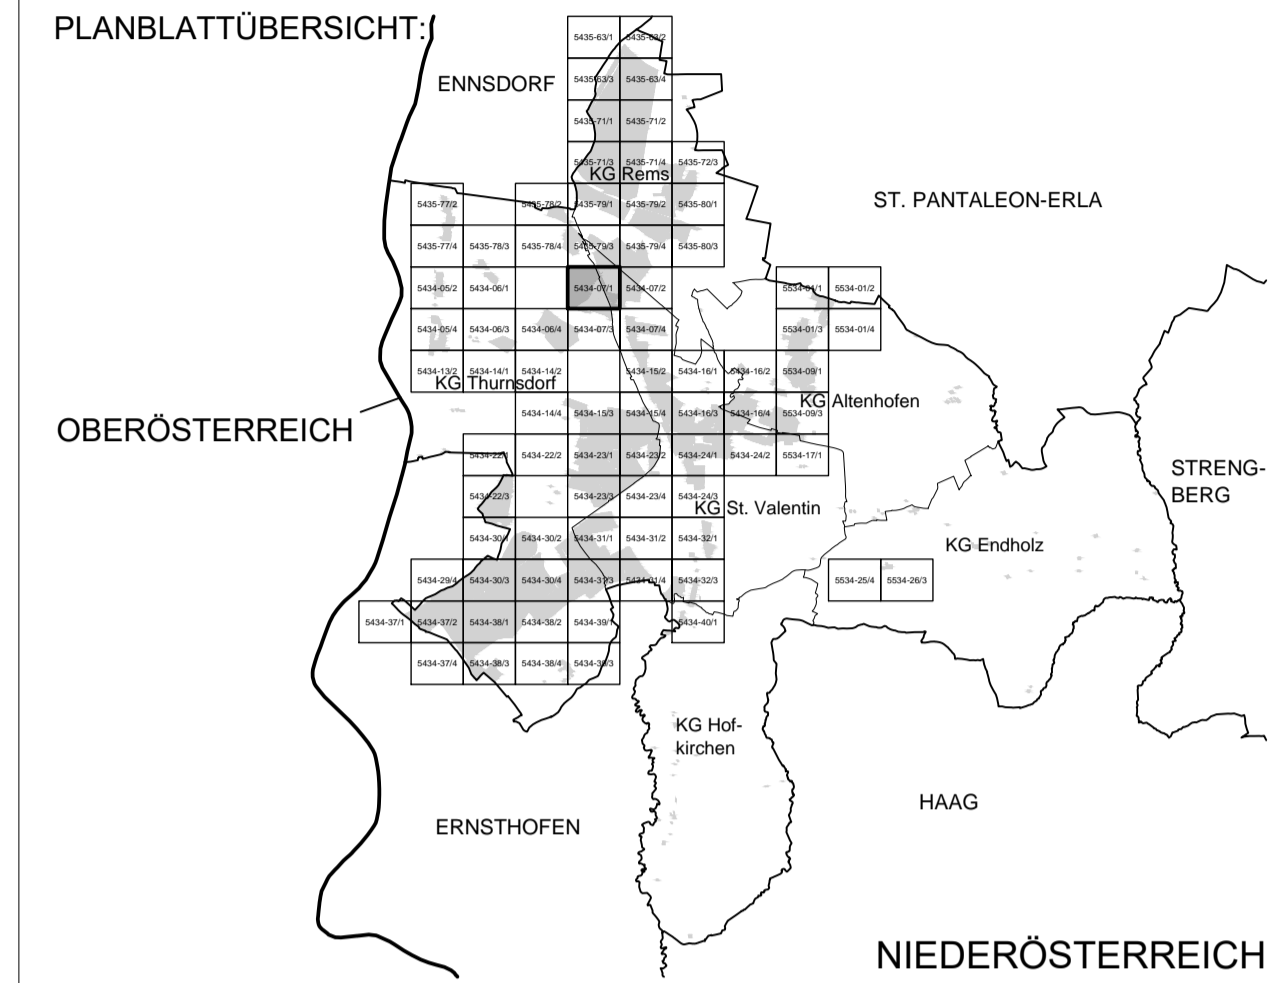 PLANBLATTÜBERSICHT:
5435-63/1 5435-63/2
ENNSDORF
5435-63/3 5435-63/4
5435-71/1 5435-71/2
5435-71/3 5435-71/4 5435-72/3
KG Rems
5435-77/2 5435-78/2 5435-79/1 5435-79/2 5435-80/1
ST. PANTALEON-ERLA
5435-77/4 5435-78/3 5435-78/4 5435-79/3 5435-79/4 5435-80/3
5434-05/2 5434-06/1 5434-07/1 5434-07/2 5534-01/1 5534-01/2
5434-05/4 5434-06/3 5434-06/4 5434-07/3 5434-07/4 5534-01/3 5534-01/4
5434-13/2 5434-14/1 5434-14/2 5434-15/2 5434-16/1 5434-16/2 5534-09/1
KG Thurnsdorf
KG Altenhofen
5434-14/4 5434-15/3 5434-15/4 5434-16/3 5434-16/4 5534-09/3
OBERÖSTERREICH
5434-22/1 5434-22/2 5434-23/1 5434-23/2 5434-24/1 5434-24/2 5534-17/1
STRENG-
BERG
5434-22/3 5434-23/3 5434-23/4 5434-24/3
KG St. Valentin
5434-30/1 5434-30/2 5434-31/1 5434-31/2 5434-32/1
KG Endholz
5434-29/4 5434-30/3 5434-30/4 5434-31/3 5434-31/4 5434-32/3 5534-25/4 5534-26/3
5434-37/1 5434-37/2 5434-38/1 5434-38/2 5434-39/1 5434-40/1
5434-37/4 5434-38/3 5434-38/4 5434-39/3
KG Hof-
kirchen
HAAG
ERNSTHOFEN
NIEDERÖSTERREICH